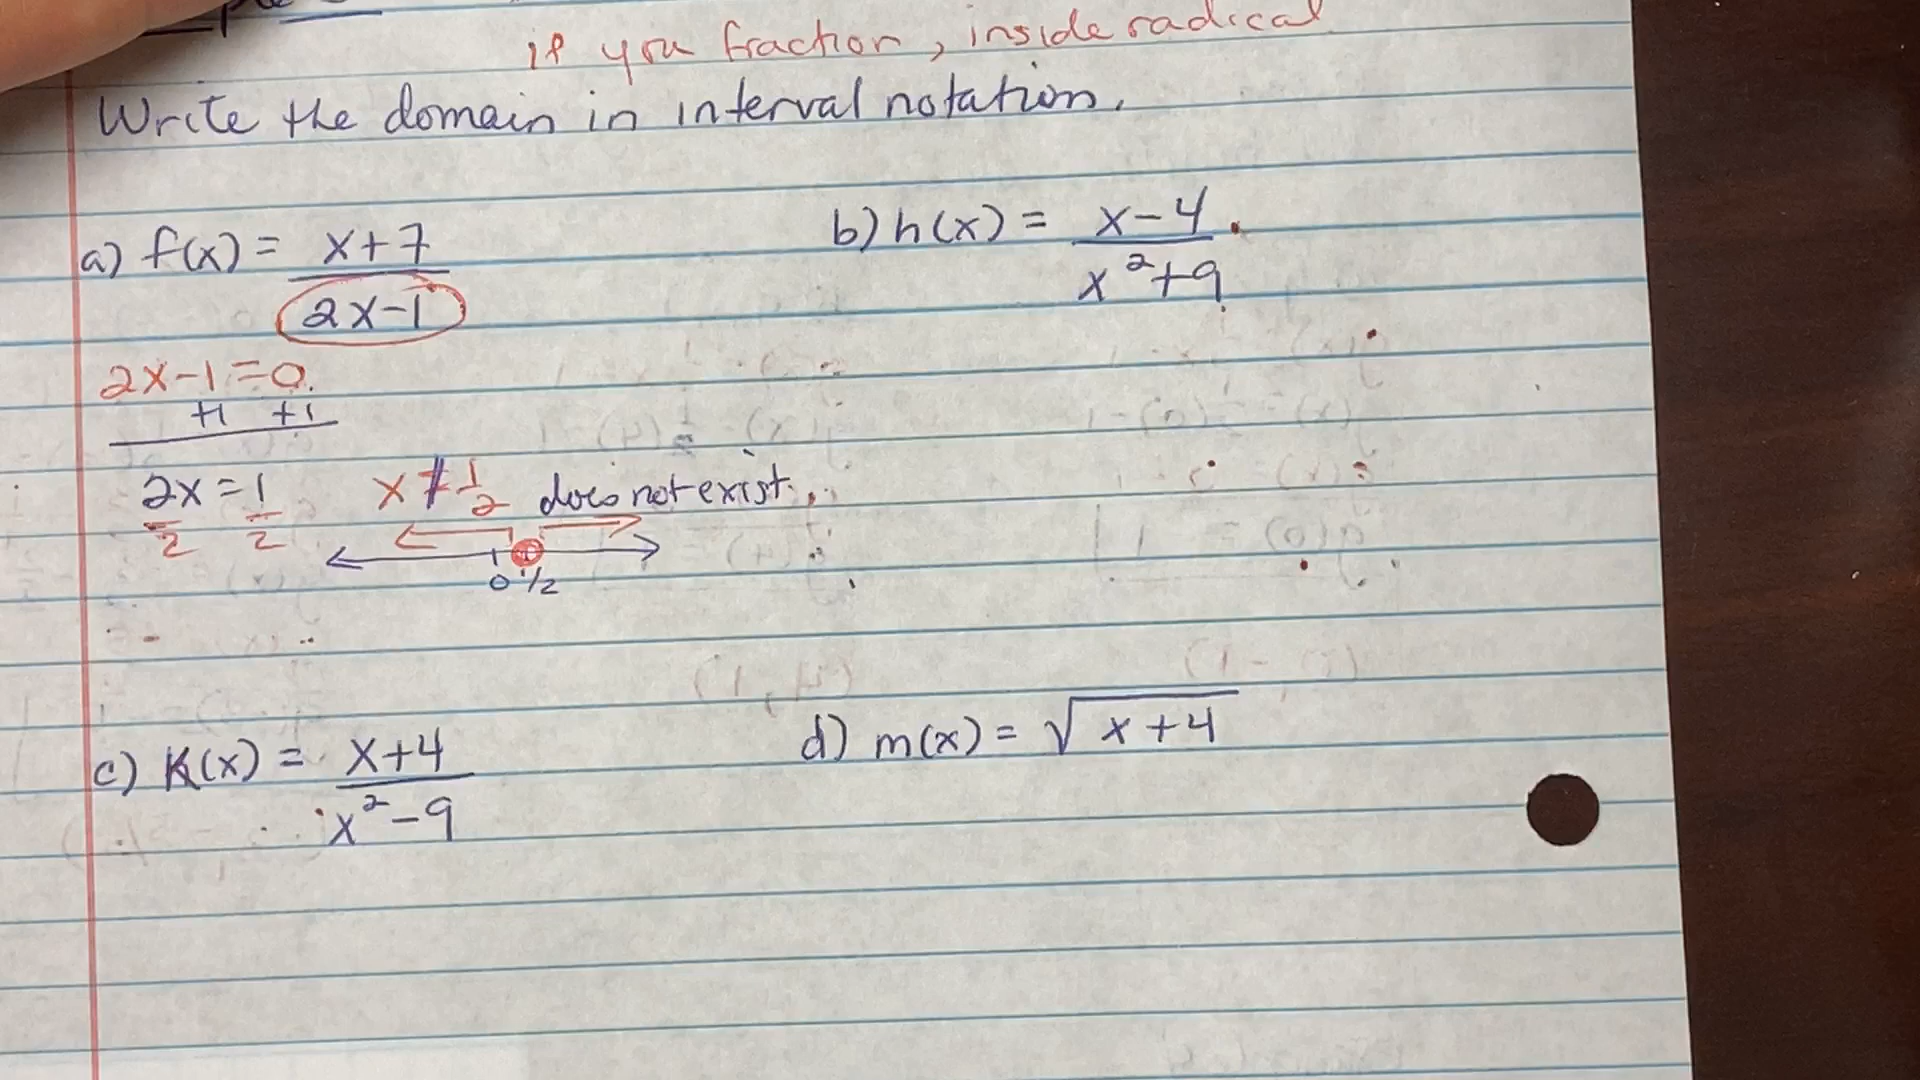 if you fraction, inside radical
Write the domain in interval notation.
a) f(x) = x+7 / 2x-1
b) h(x) = x-4 / x²+9
2x-1=0
+1 +1
2x = 1
2 2
x ≠ 1/2 does not exist.
0 1/2
c) K(x) = x+4 / x²-9
d) m(x) = √x+4